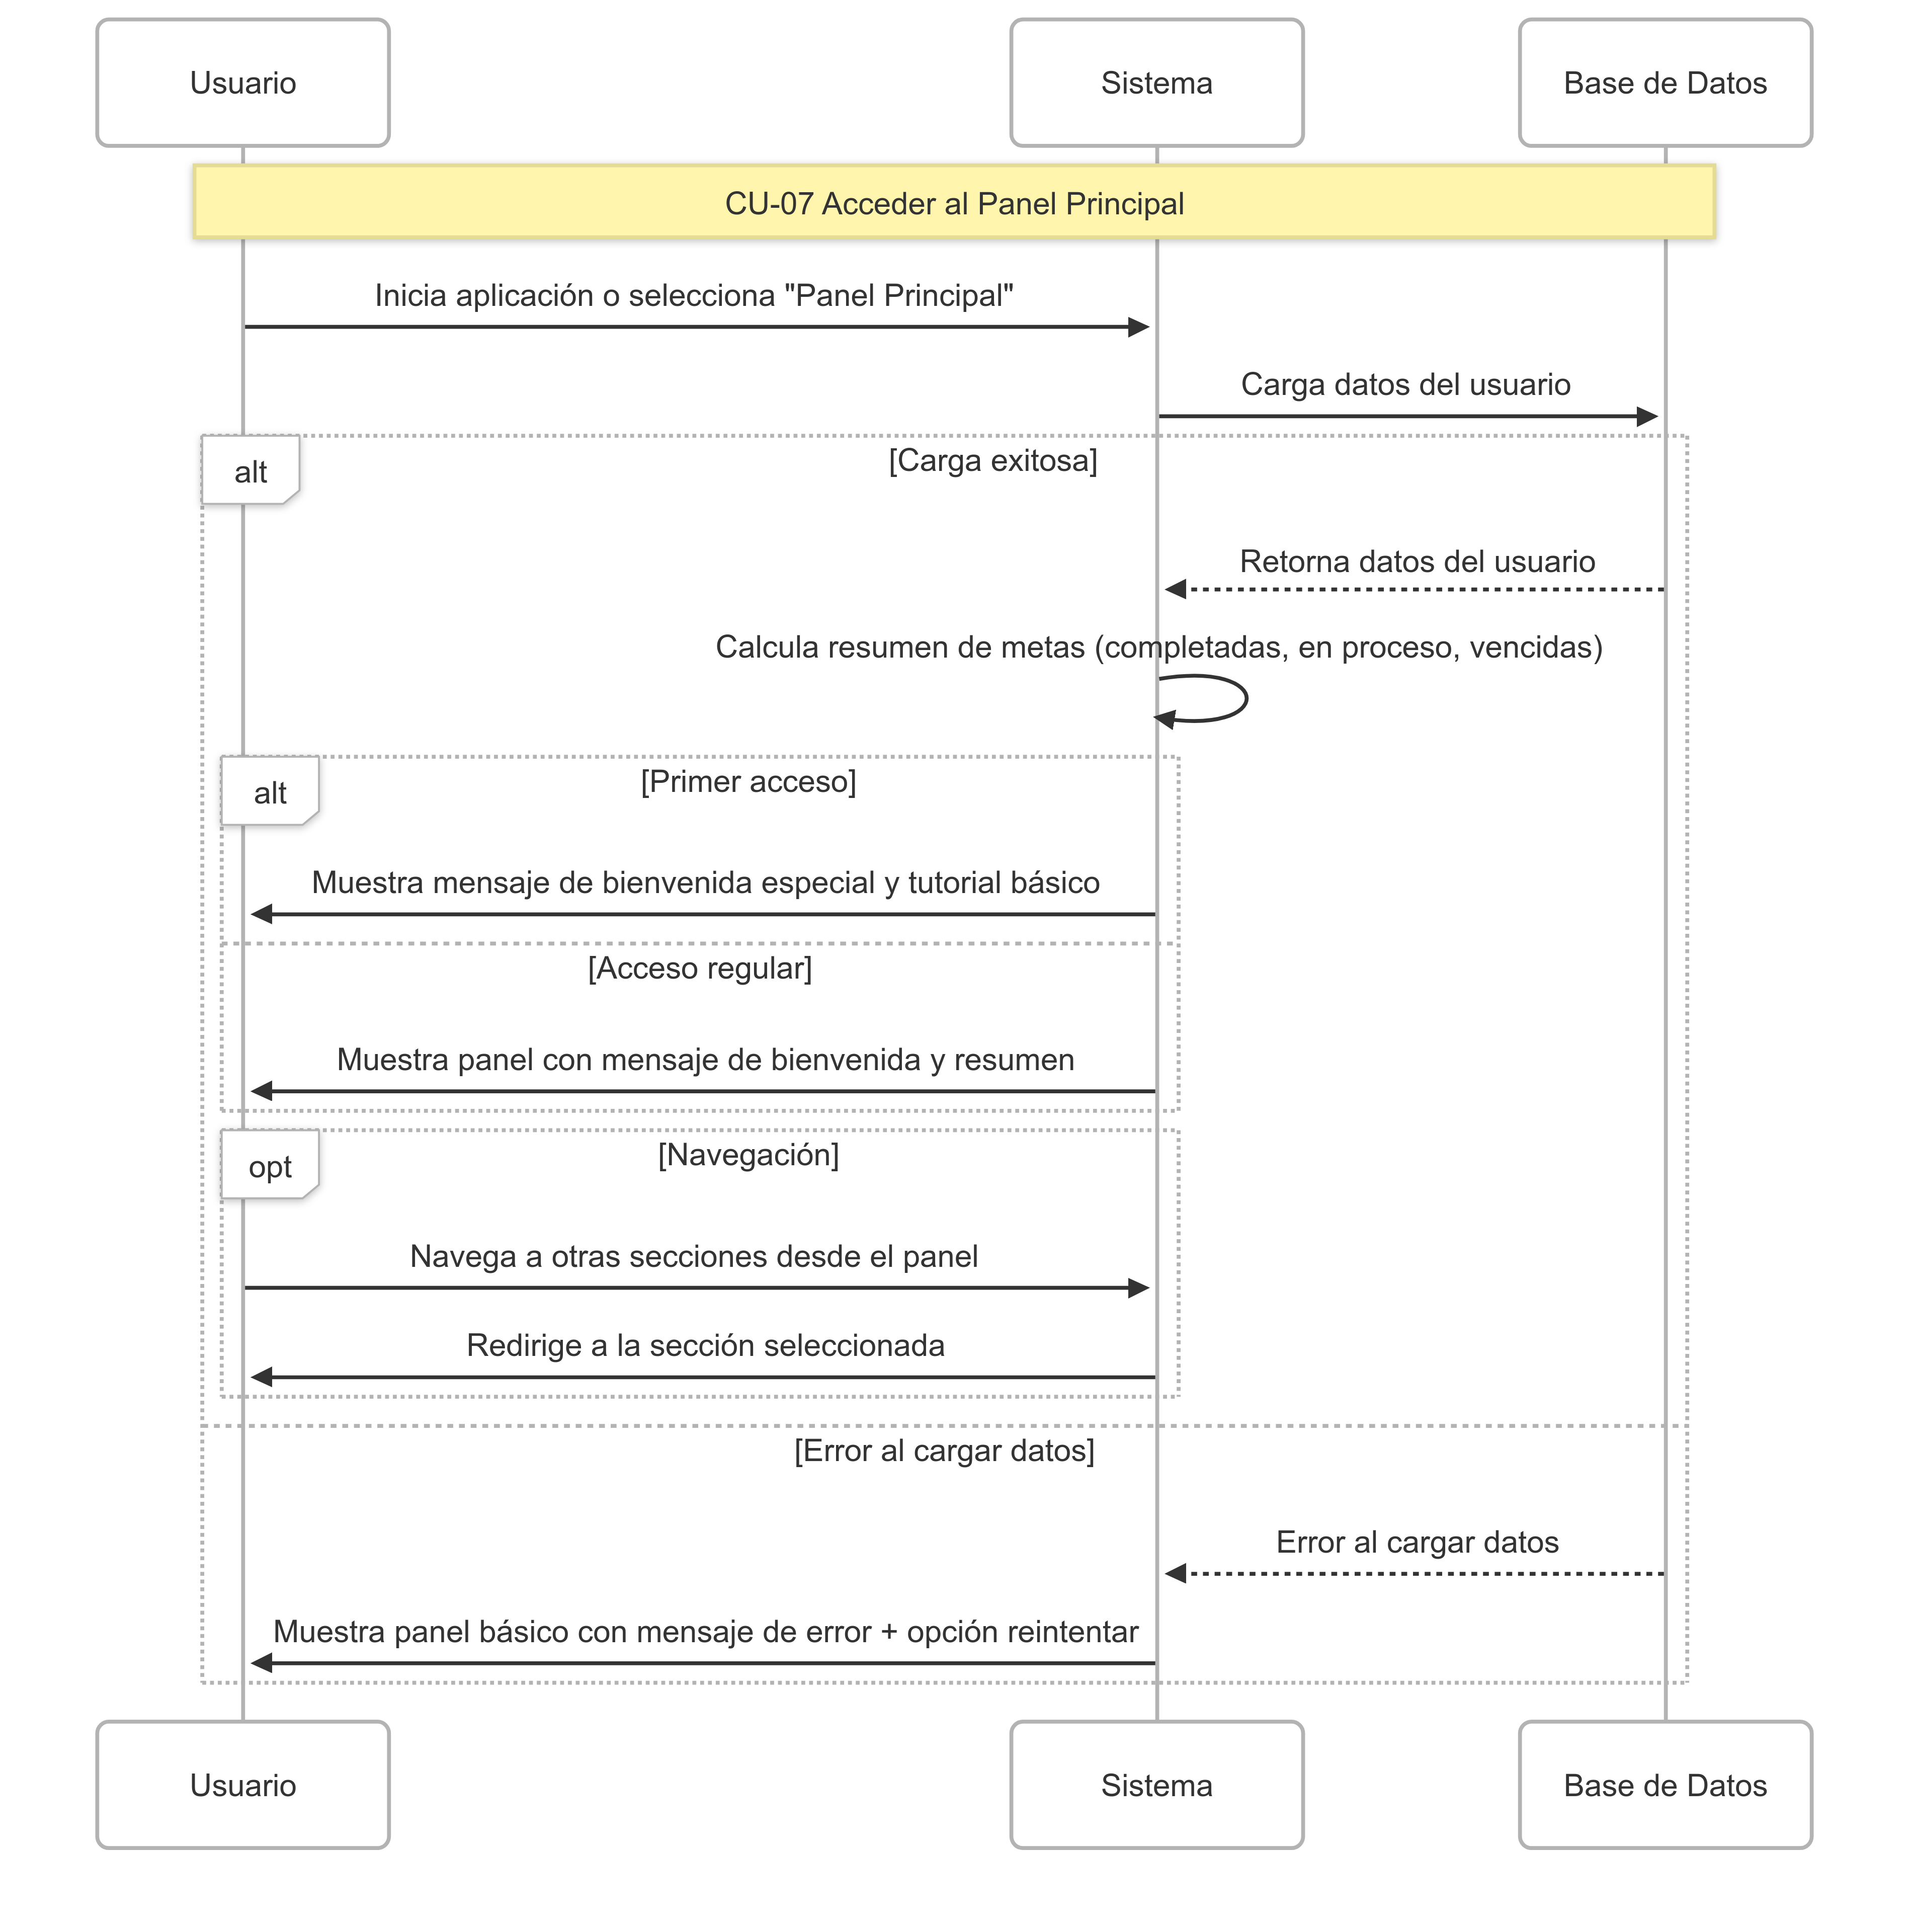 Usuario
Sistema
Base de Datos
CU-07 Acceder al Panel Principal
Inicia aplicación o selecciona "Panel Principal"
Carga datos del usuario
alt
[Carga exitosa]
Retorna datos del usuario
Calcula resumen de metas (completadas, en proceso, vencidas)
alt
[Primer acceso]
Muestra mensaje de bienvenida especial y tutorial básico
[Acceso regular]
Muestra panel con mensaje de bienvenida y resumen
opt
[Navegación]
Navega a otras secciones desde el panel
Redirige a la sección seleccionada
[Error al cargar datos]
Error al cargar datos
Muestra panel básico con mensaje de error + opción reintentar
Usuario
Sistema
Base de Datos